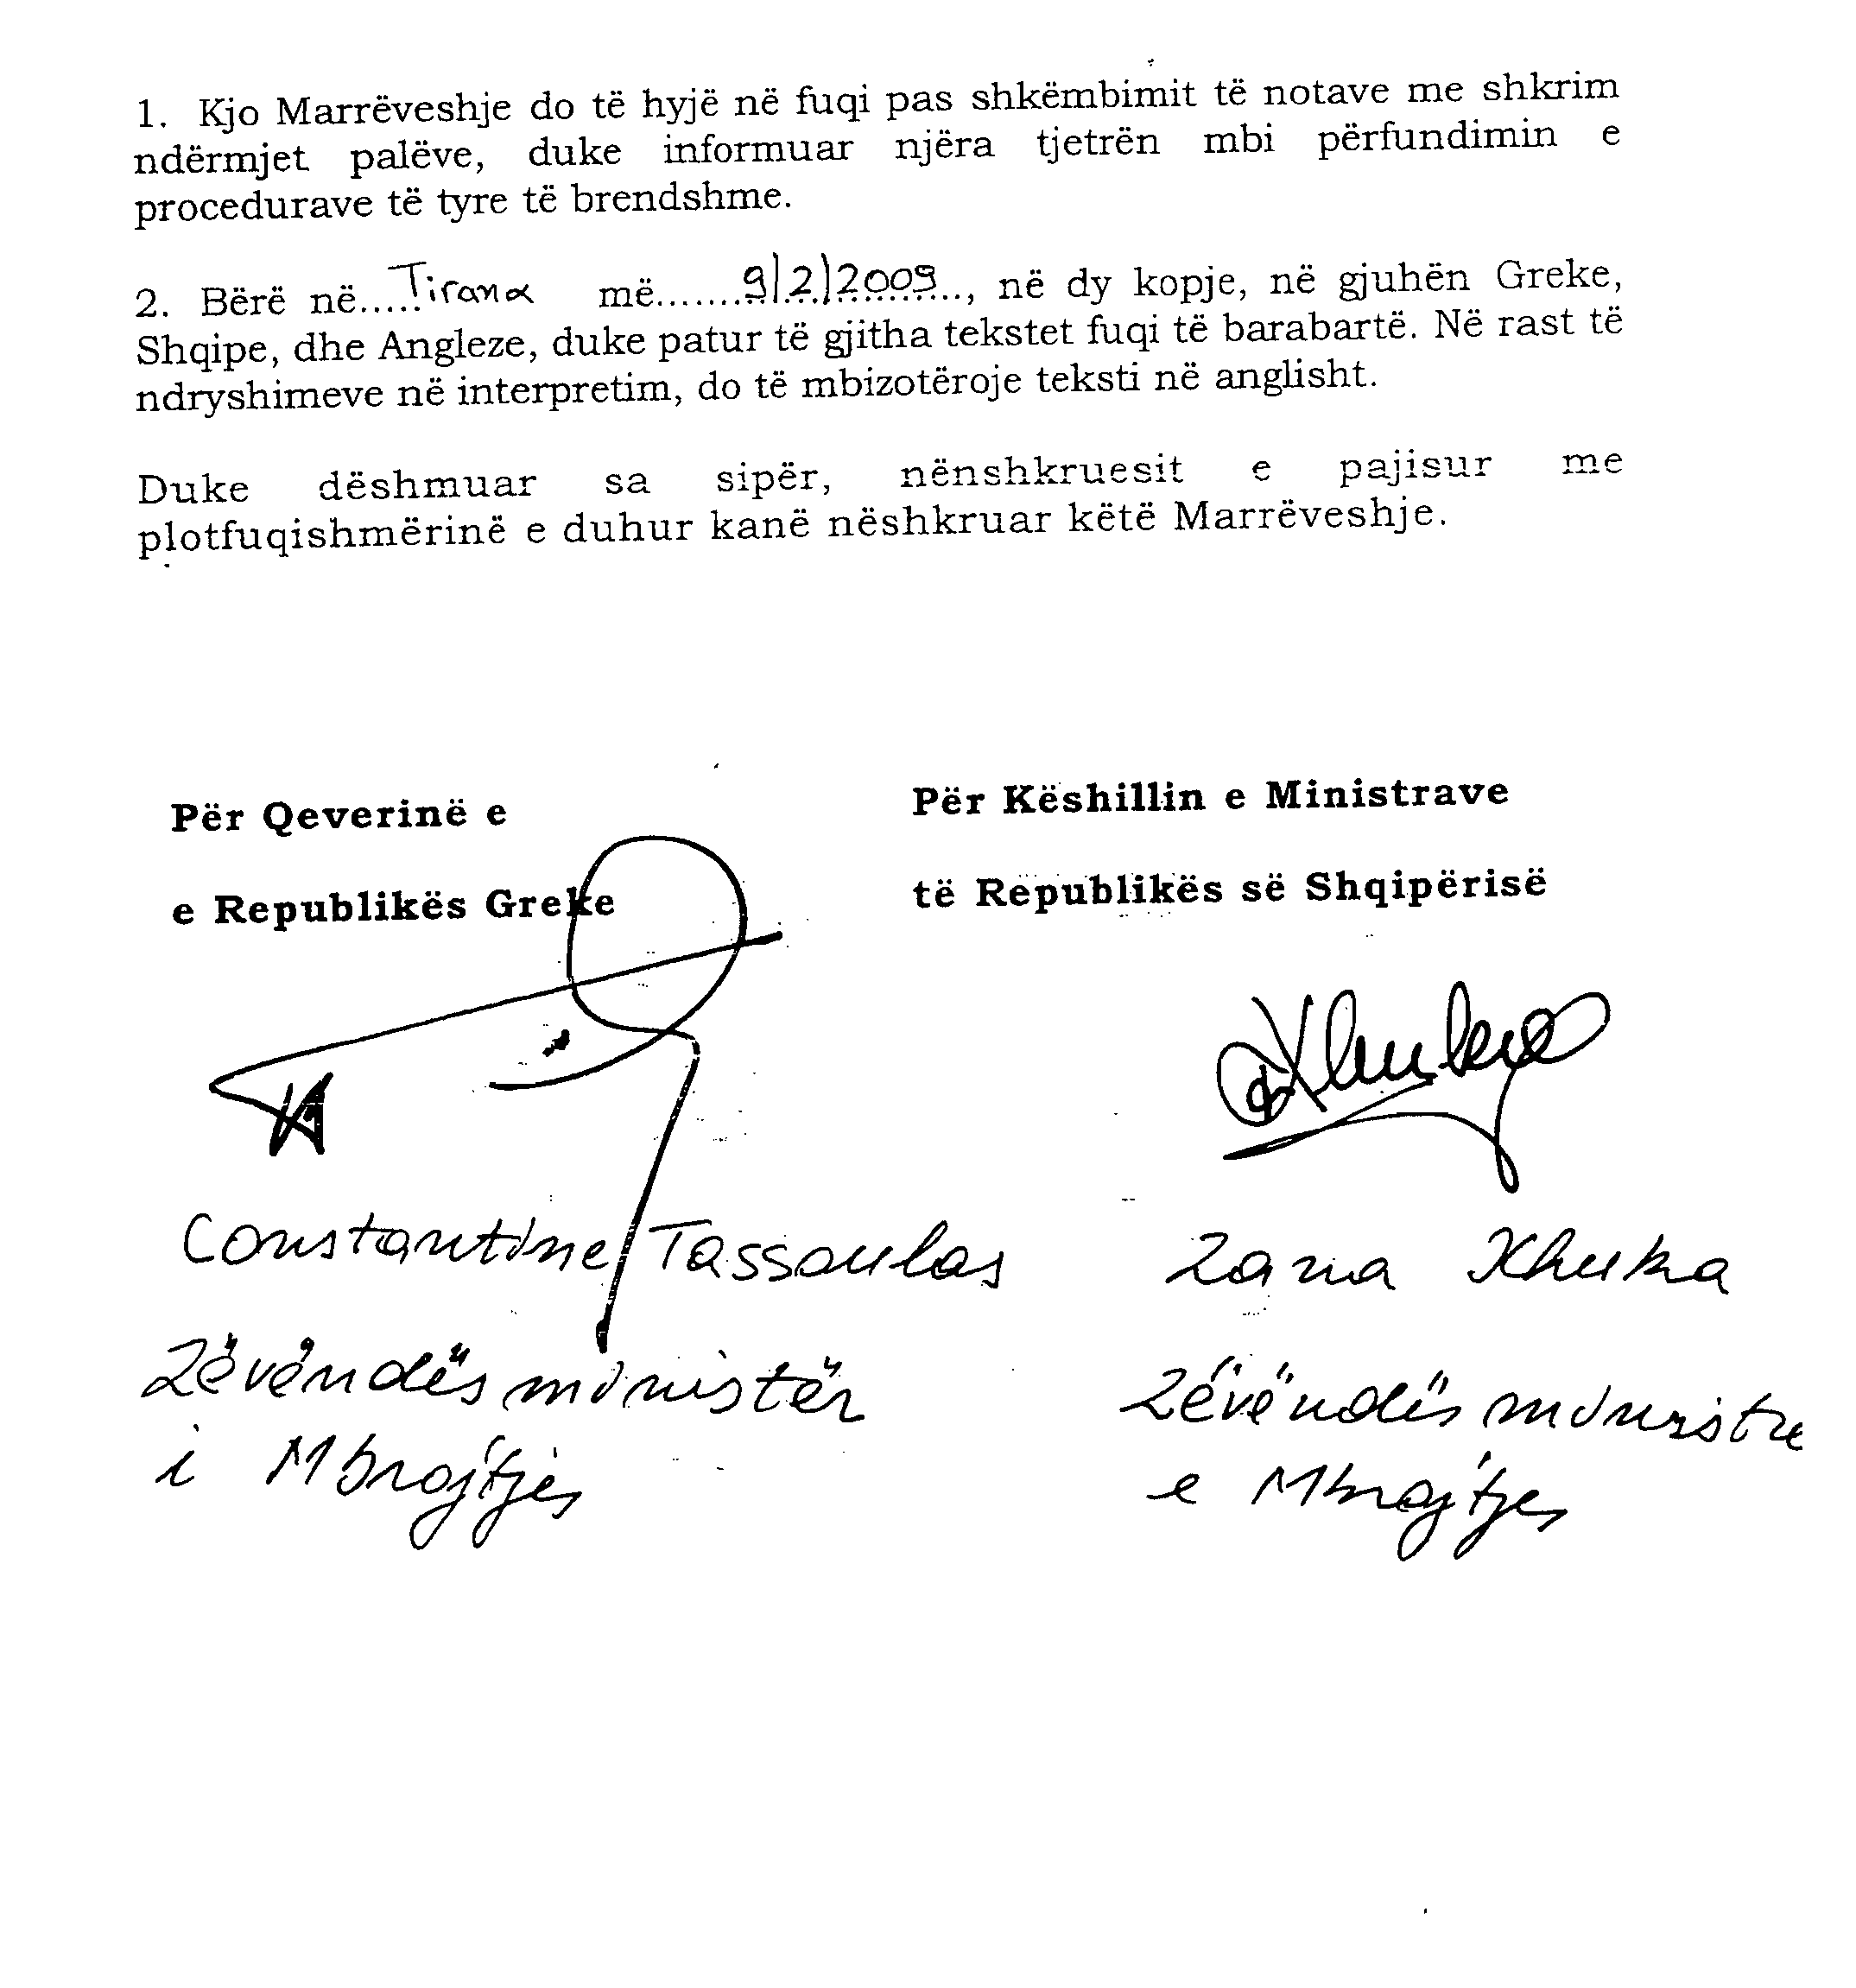 1. Kjo Marrëveshje do të hyjë në fuqi pas shkëmbimit të notave me shkrim
ndërmjet palëve, duke informuar njëra tjetrën mbi përfundimin e
procedurave të tyre të brendshme.
2. Bërë në.....Tirana më.......9/2/2009.., në dy kopje, në gjuhën Greke,
Shqipe, dhe Angleze, duke patur të gjitha tekstet fuqi të barabartë. Në rast të
ndryshimeve në interpretim, do të mbizotëroje teksti në anglisht.
Duke dëshmuar sa sipër, nënshkruesit e pajisur me
plotfuqishmërinë e duhur kanë nëshkruar këtë Marrëveshje.
Për Qeverinë e
e Republikës Greke
Për Këshillin e Ministrave
të Republikës së Shqipërisë
Constantine Tassoulas
Zëvëndës ministër
i Mbrojtjes
Zana Xhuka
Zëvëndës ministre
e Mbrojtjes